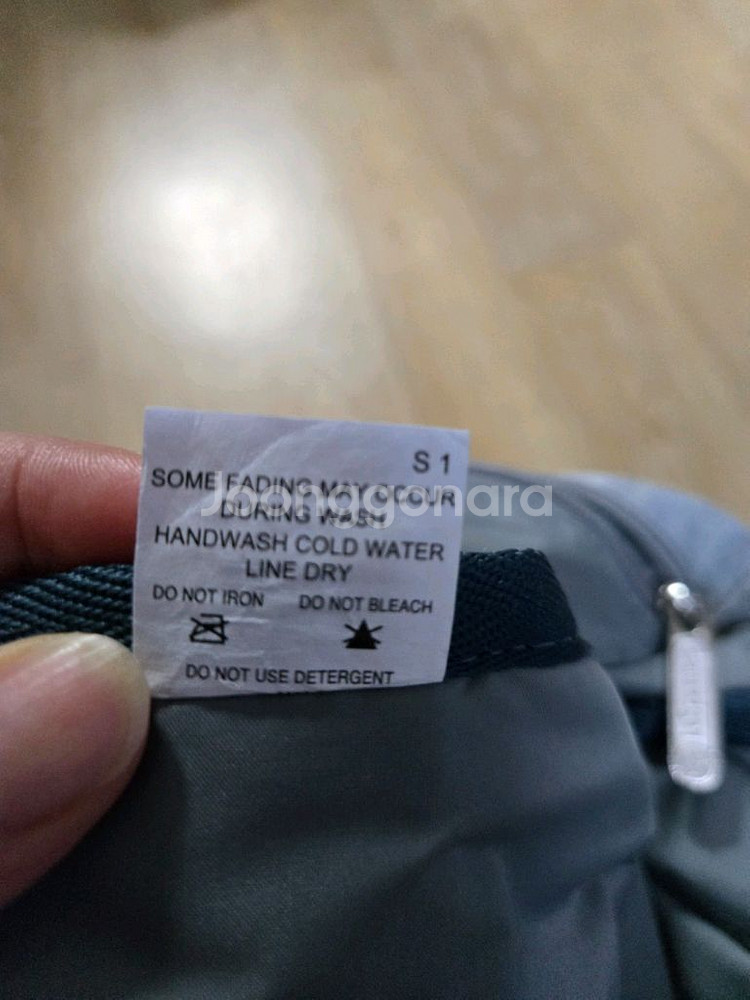 S 1
SOME FADING MAY OCCUR
DURING WASH
HANDWASH COLD WATER
LINE DRY
DO NOT IRON DO NOT BLEACH
DO NOT USE DETERGENT
Joonggonara